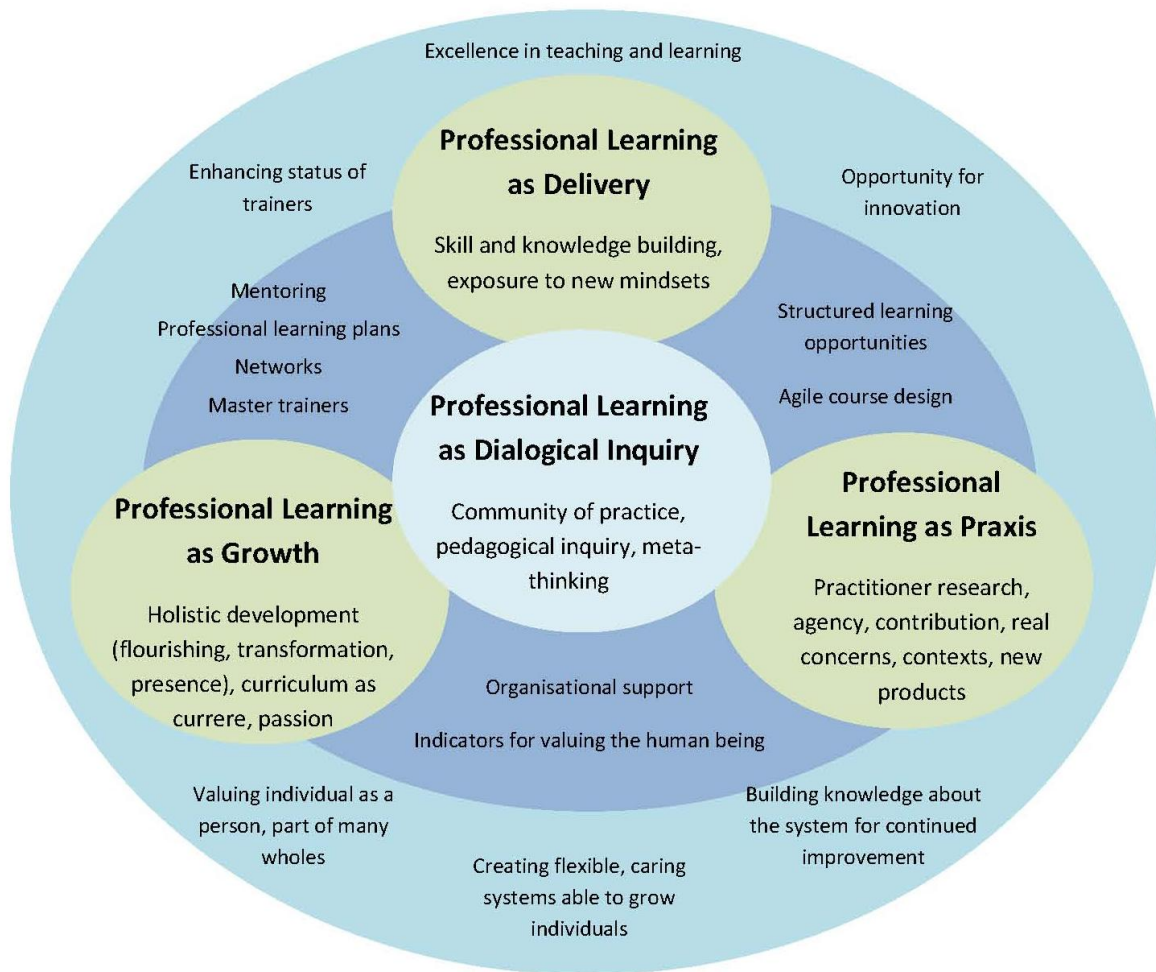 Excellence in teaching and learning
Professional Learning
as Delivery
Skill and knowledge building,
exposure to new mindsets
Enhancing status of
trainers
Opportunity for
innovation
Mentoring
Professional learning plans
Networks
Master trainers
Structured learning
opportunities
Agile course design
Professional Learning
as Dialogical Inquiry
Community of practice,
pedagogical inquiry, meta-
thinking
Professional Learning
as Growth
Holistic development
(flourishing, transformation,
presence), curriculum as
currere, passion
Professional
Learning as Praxis
Practitioner research,
agency, contribution, real
concerns, contexts, new
products
Organisational support
Indicators for valuing the human being
Valuing individual as a
person, part of many
wholes
Creating flexible, caring
systems able to grow
individuals
Building knowledge about
the system for continued
improvement